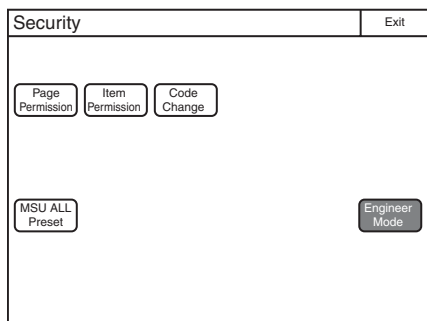 Security
Exit
Page
Permission
Item
Permission
Code
Change
MSU ALL
Preset
Engineer
Mode